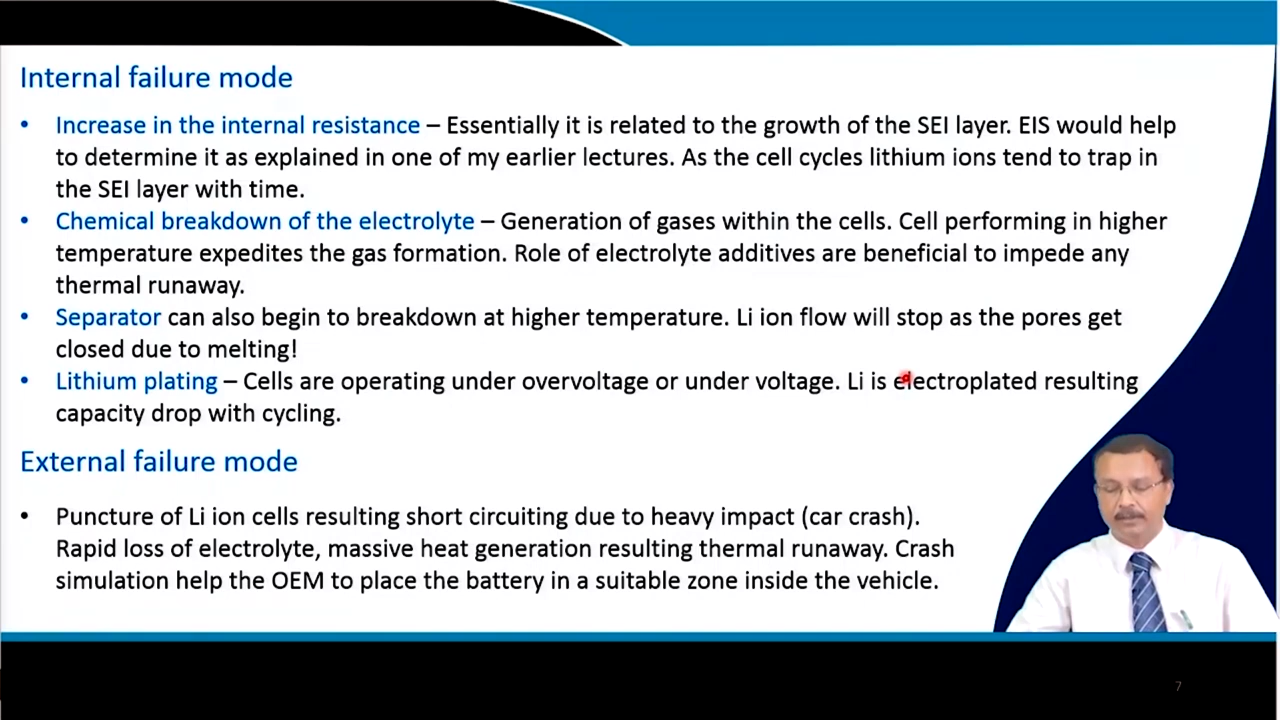 Internal failure mode
• Increase in the internal resistance – Essentially it is related to the growth of the SEI layer. EIS would help
to determine it as explained in one of my earlier lectures. As the cell cycles lithium ions tend to trap in
the SEI layer with time.
• Chemical breakdown of the electrolyte – Generation of gases within the cells. Cell performing in higher
temperature expedites the gas formation. Role of electrolyte additives are beneficial to impede any
thermal runaway.
• Separator can also begin to breakdown at higher temperature. Li ion flow will stop as the pores get
closed due to melting!
• Lithium plating – Cells are operating under overvoltage or under voltage. Li is electroplated resulting
capacity drop with cycling.
External failure mode
• Puncture of Li ion cells resulting short circuiting due to heavy impact (car crash).
Rapid loss of electrolyte, massive heat generation resulting thermal runaway. Crash
simulation help the OEM to place the battery in a suitable zone inside the vehicle.
7